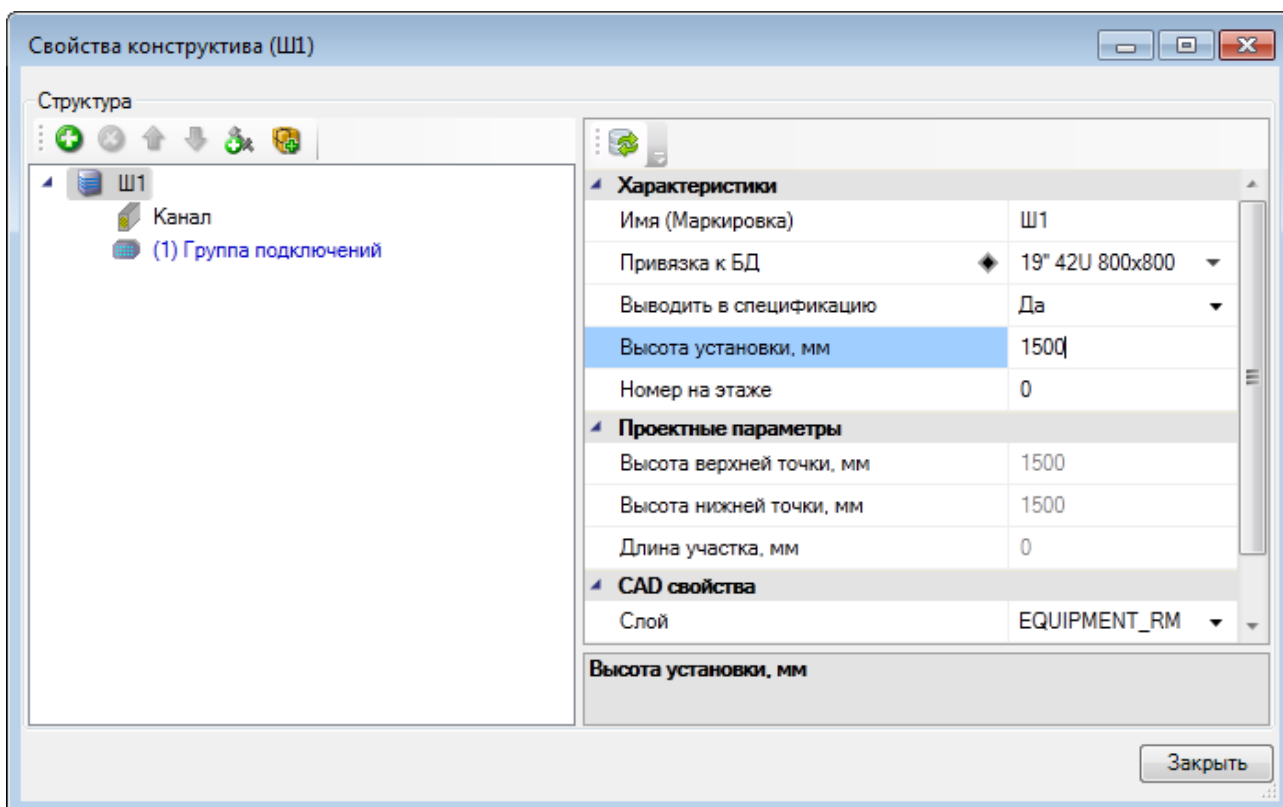 Свойства конструктива (Ш1)
Структура
Ш1
Канал
(1) Группа подключений
Характеристики
Имя (Маркировка) Ш1
Привязка к БД 19" 42U 800x800
Выводить в спецификацию Да
Высота установки, мм 1500
Номер на этаже 0
Проектные параметры
Высота верхней точки, мм 1500
Высота нижней точки, мм 1500
Длина участка, мм 0
CAD свойства
Слой EQUIPMENT_RM
Высота установки, мм
Закрыть